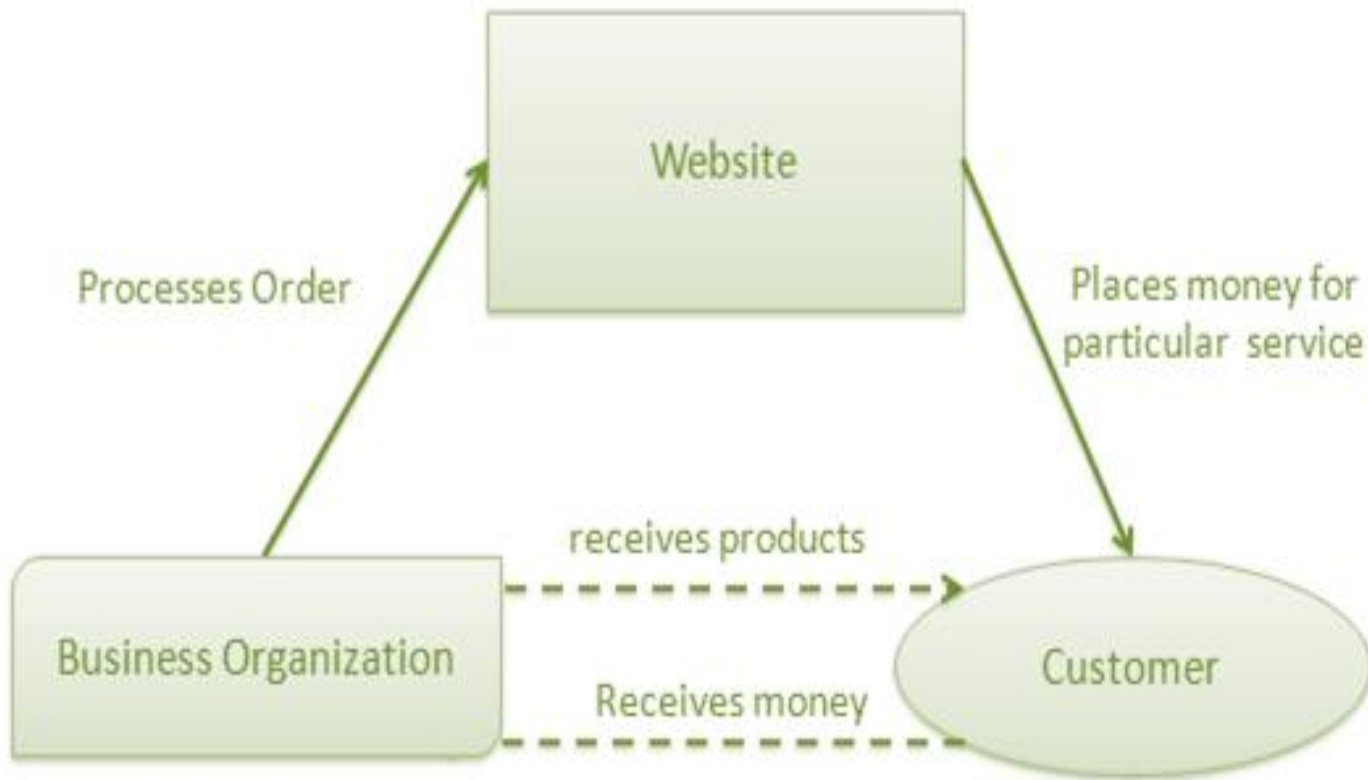 Website
Processes Order
Places money for
particular service
receives products
Business Organization
Customer
Receives money